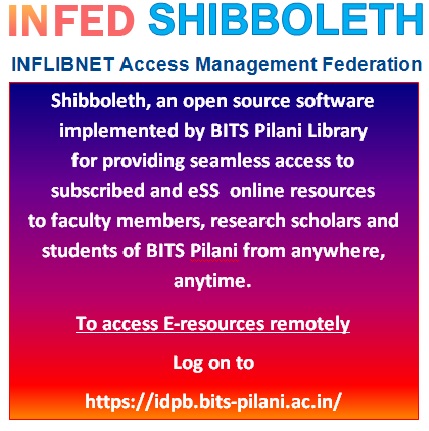 INFED SHIBBOLETH
INFLIBNET Access Management Federation
Shibboleth, an open source software
implemented by BITS Pilani Library
for providing seamless access to
subscribed and eSS online resources
to faculty members, research scholars and
students of BITS Pilani from anywhere,
anytime.
To access E-resources remotely
Log on to
https://idpb.bits-pilani.ac.in/